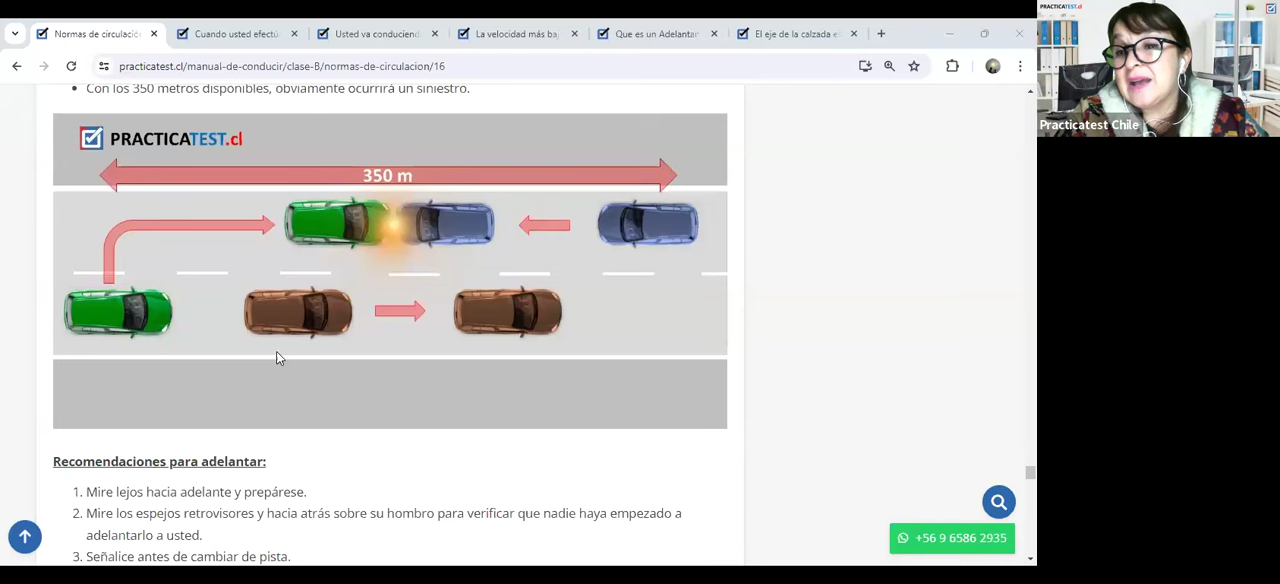 Normas de circulació
Cuando usted efectú
Usted va conduciend
La velocidad más ba
Que es un Adelantar
El eje de la calzada e
practicatest.cl/manual-de-conducir/clase-B/normas-de-circulacion/16
PRACTICATEST.cl
Practicatest Chile
Con los 350 metros disponibles, obviamente ocurrirá un siniestro.
PRACTICATEST.cl
350 m
Recomendaciones para adelantar:
1. Mire lejos hacia adelante y prepárese.
2. Mire los espejos retrovisores y hacia atrás sobre su hombro para verificar que nadie haya empezado a
adelantarlo a usted.
3. Señalice antes de cambiar de pista.
+56 9 6586 2935